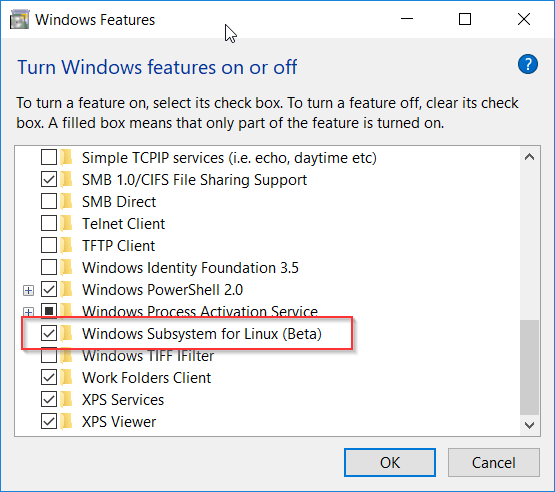 Windows Features
Turn Windows features on or off
?
To turn a feature on, select its check box. To turn a feature off, clear its check
box. A filled box means that only part of the feature is turned on.
Simple TCPIP services (i.e. echo, daytime etc)
SMB 1.0/CIFS File Sharing Support
SMB Direct
Telnet Client
TFTP Client
Windows Identity Foundation 3.5
Windows PowerShell 2.0
Windows Process Activation Service
Windows Subsystem for Linux (Beta)
Windows TIFF IFilter
Work Folders Client
XPS Services
XPS Viewer
OK
Cancel